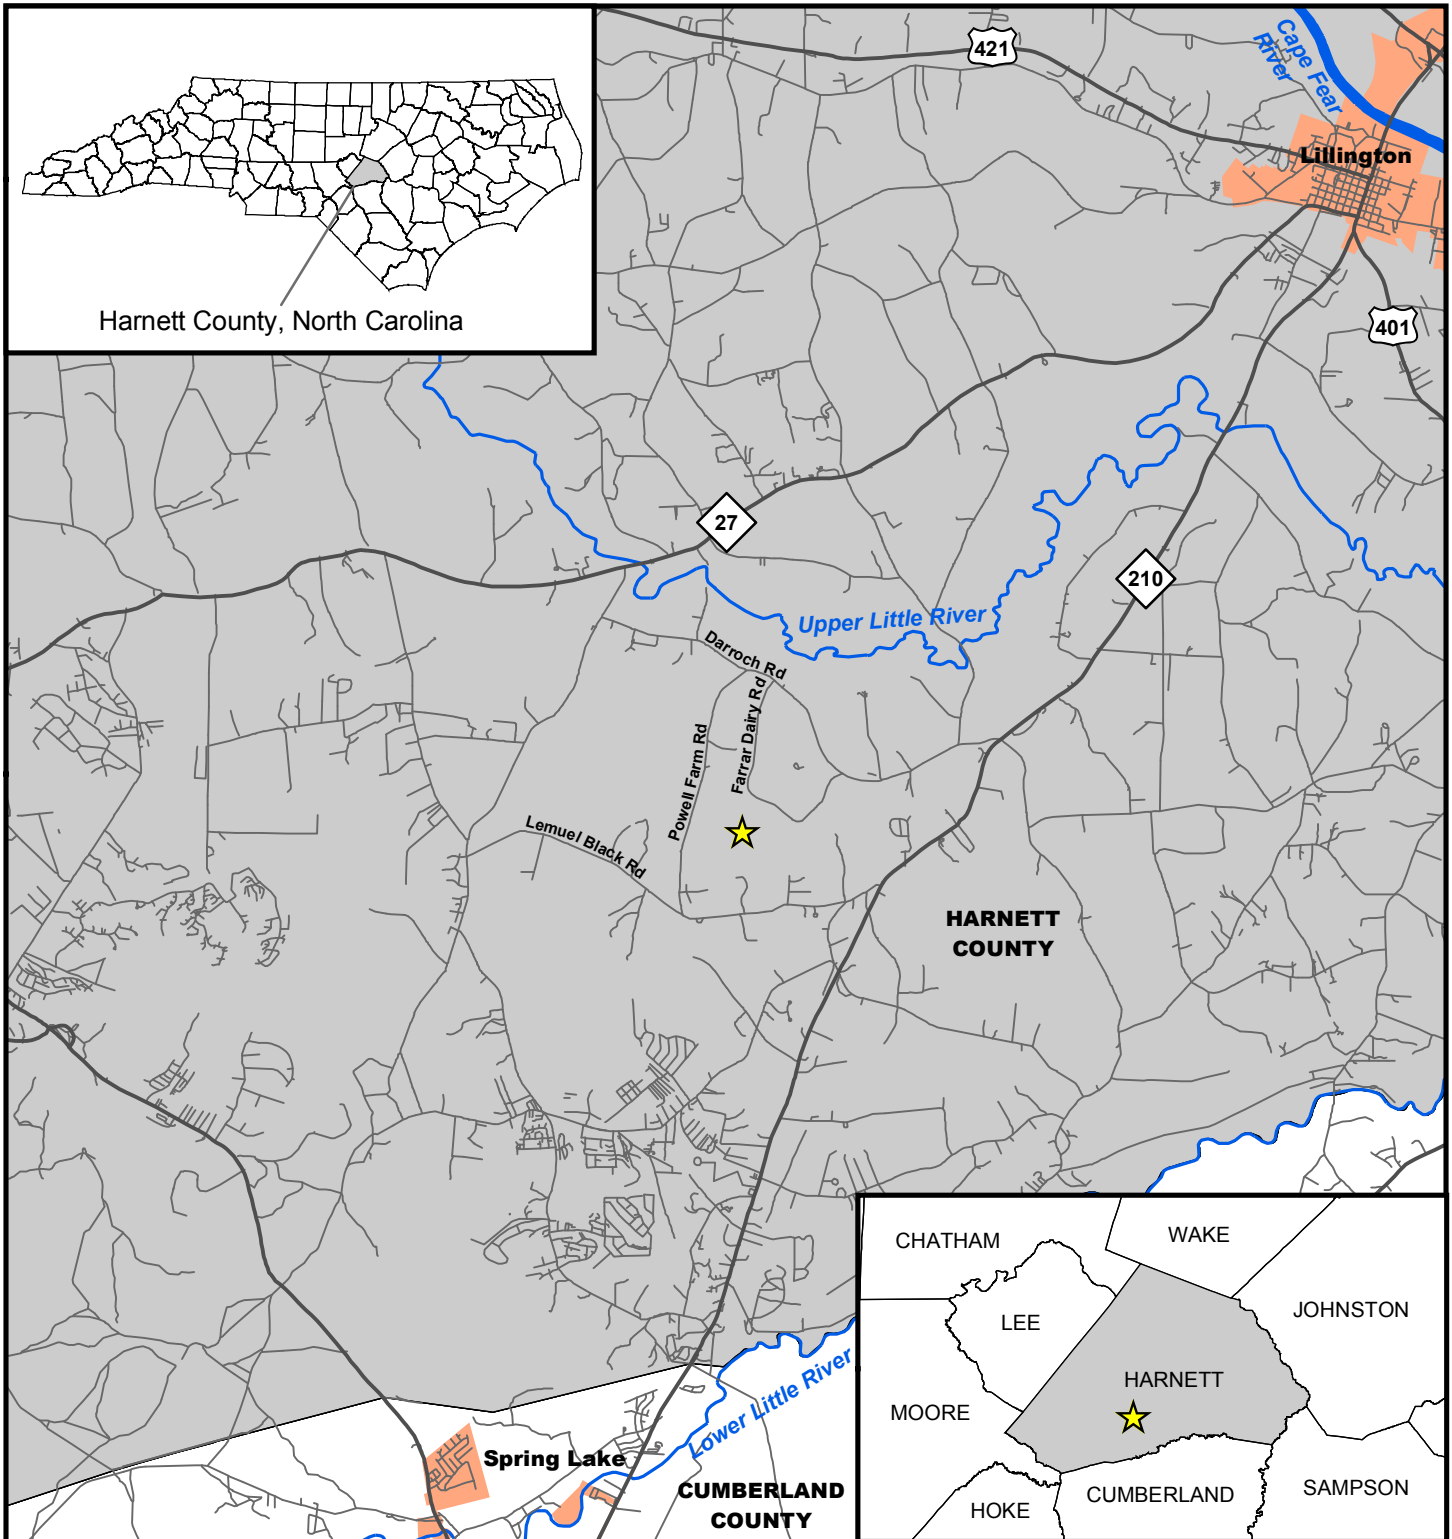 421
Cape Fear
River
Lillington
Harnett County, North Carolina
401
27
210
Upper Little River
Darroch Rd
Farrar Dairy Rd
Powell Farm Rd
Lemuel Black Rd
HARNETT
COUNTY
CHATHAM
WAKE
LEE
JOHNSTON
HARNETT
MOORE
HOKE
CUMBERLAND
SAMPSON
Lower Little River
Spring Lake
CUMBERLAND
COUNTY